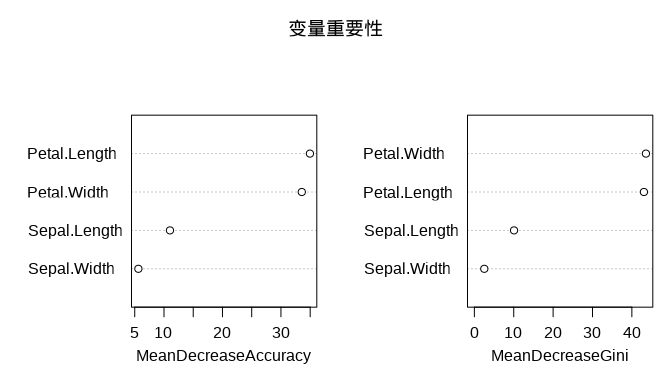 变量重要性
Petal.Length
Petal.Width
Sepal.Length
Sepal.Width
5 10 20 30
MeanDecreaseAccuracy
Petal.Width
Petal.Length
Sepal.Length
Sepal.Width
0 10 20 30 40
MeanDecreaseGini